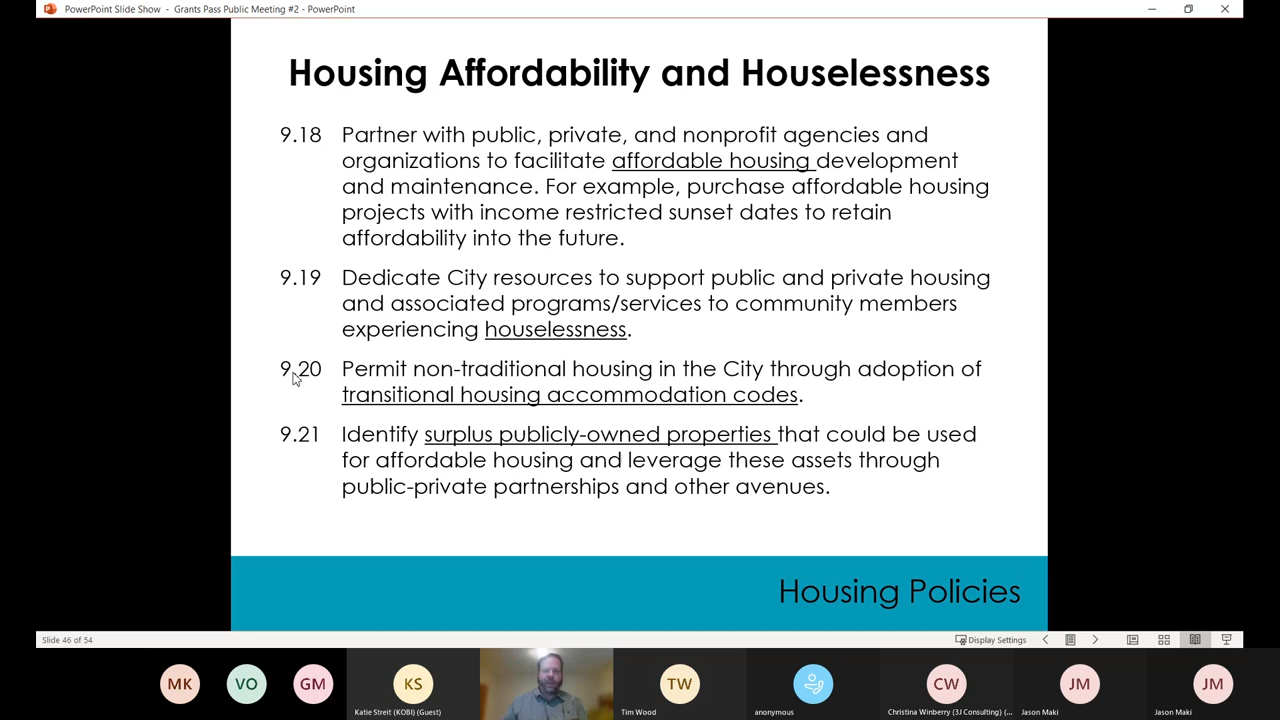 PowerPoint Slide Show - Grants Pass Public Meeting #2 - PowerPoint
Housing Affordability and Houselessness
9.18 Partner with public, private, and nonprofit agencies and
organizations to facilitate affordable housing development
and maintenance. For example, purchase affordable housing
projects with income restricted sunset dates to retain
affordability into the future.
9.19 Dedicate City resources to support public and private housing
and associated programs/services to community members
experiencing houselessness.
9.20 Permit non-traditional housing in the City through adoption of
transitional housing accommodation codes.
9.21 Identify surplus publicly-owned properties that could be used
for affordable housing and leverage these assets through
public-private partnerships and other avenues.
Housing Policies
Slide 46 of 54
Display Settings
MK
VO
GM
KS
TW
CW
JM
JM
Katie Streit (KOBI) (Guest)
Tim Wood
anonymous
Christina Winberry (3J Consulting) (...
Jason Maki
Jason Maki